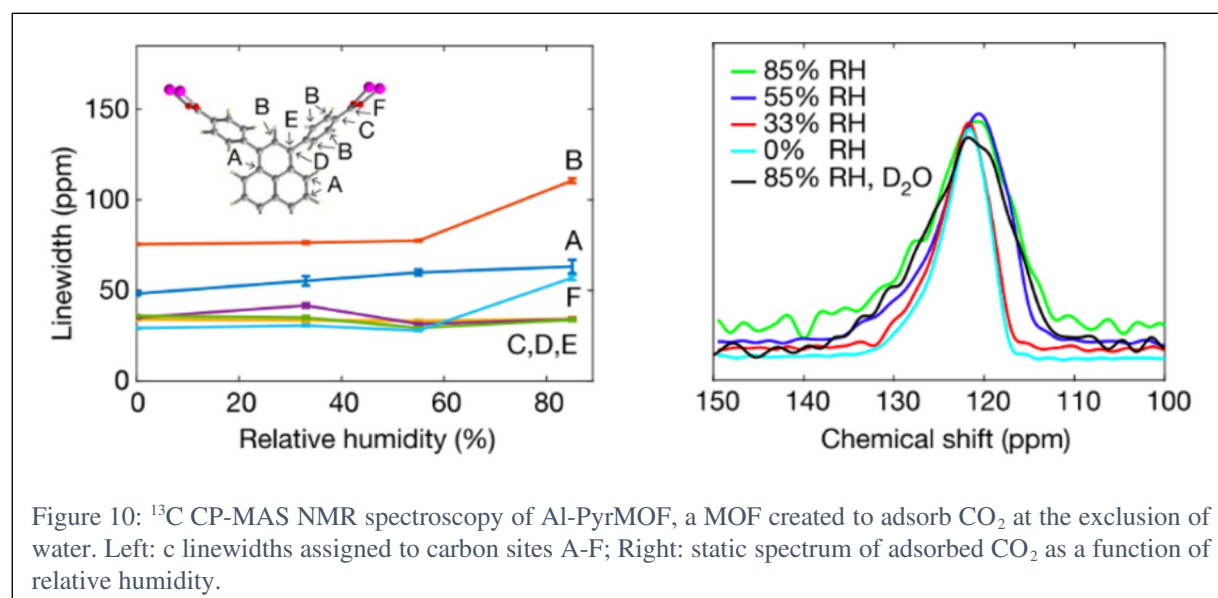 150
100
50
0
Linewidth (ppm)
0 20 40 60 80
Relative humidity (%)
B
B
E
F
C
A
D
B
A
B
A
F
C,D,E
85% RH
55% RH
33% RH
0% RH
85% RH, D₂O
150 140 130 120 110 100
Chemical shift (ppm)
Figure 10: ¹³C CP-MAS NMR spectroscopy of Al-PyrMOF, a MOF created to adsorb CO₂ at the exclusion of
water. Left: c linewidths assigned to carbon sites A-F; Right: static spectrum of adsorbed CO₂ as a function of
relative humidity.